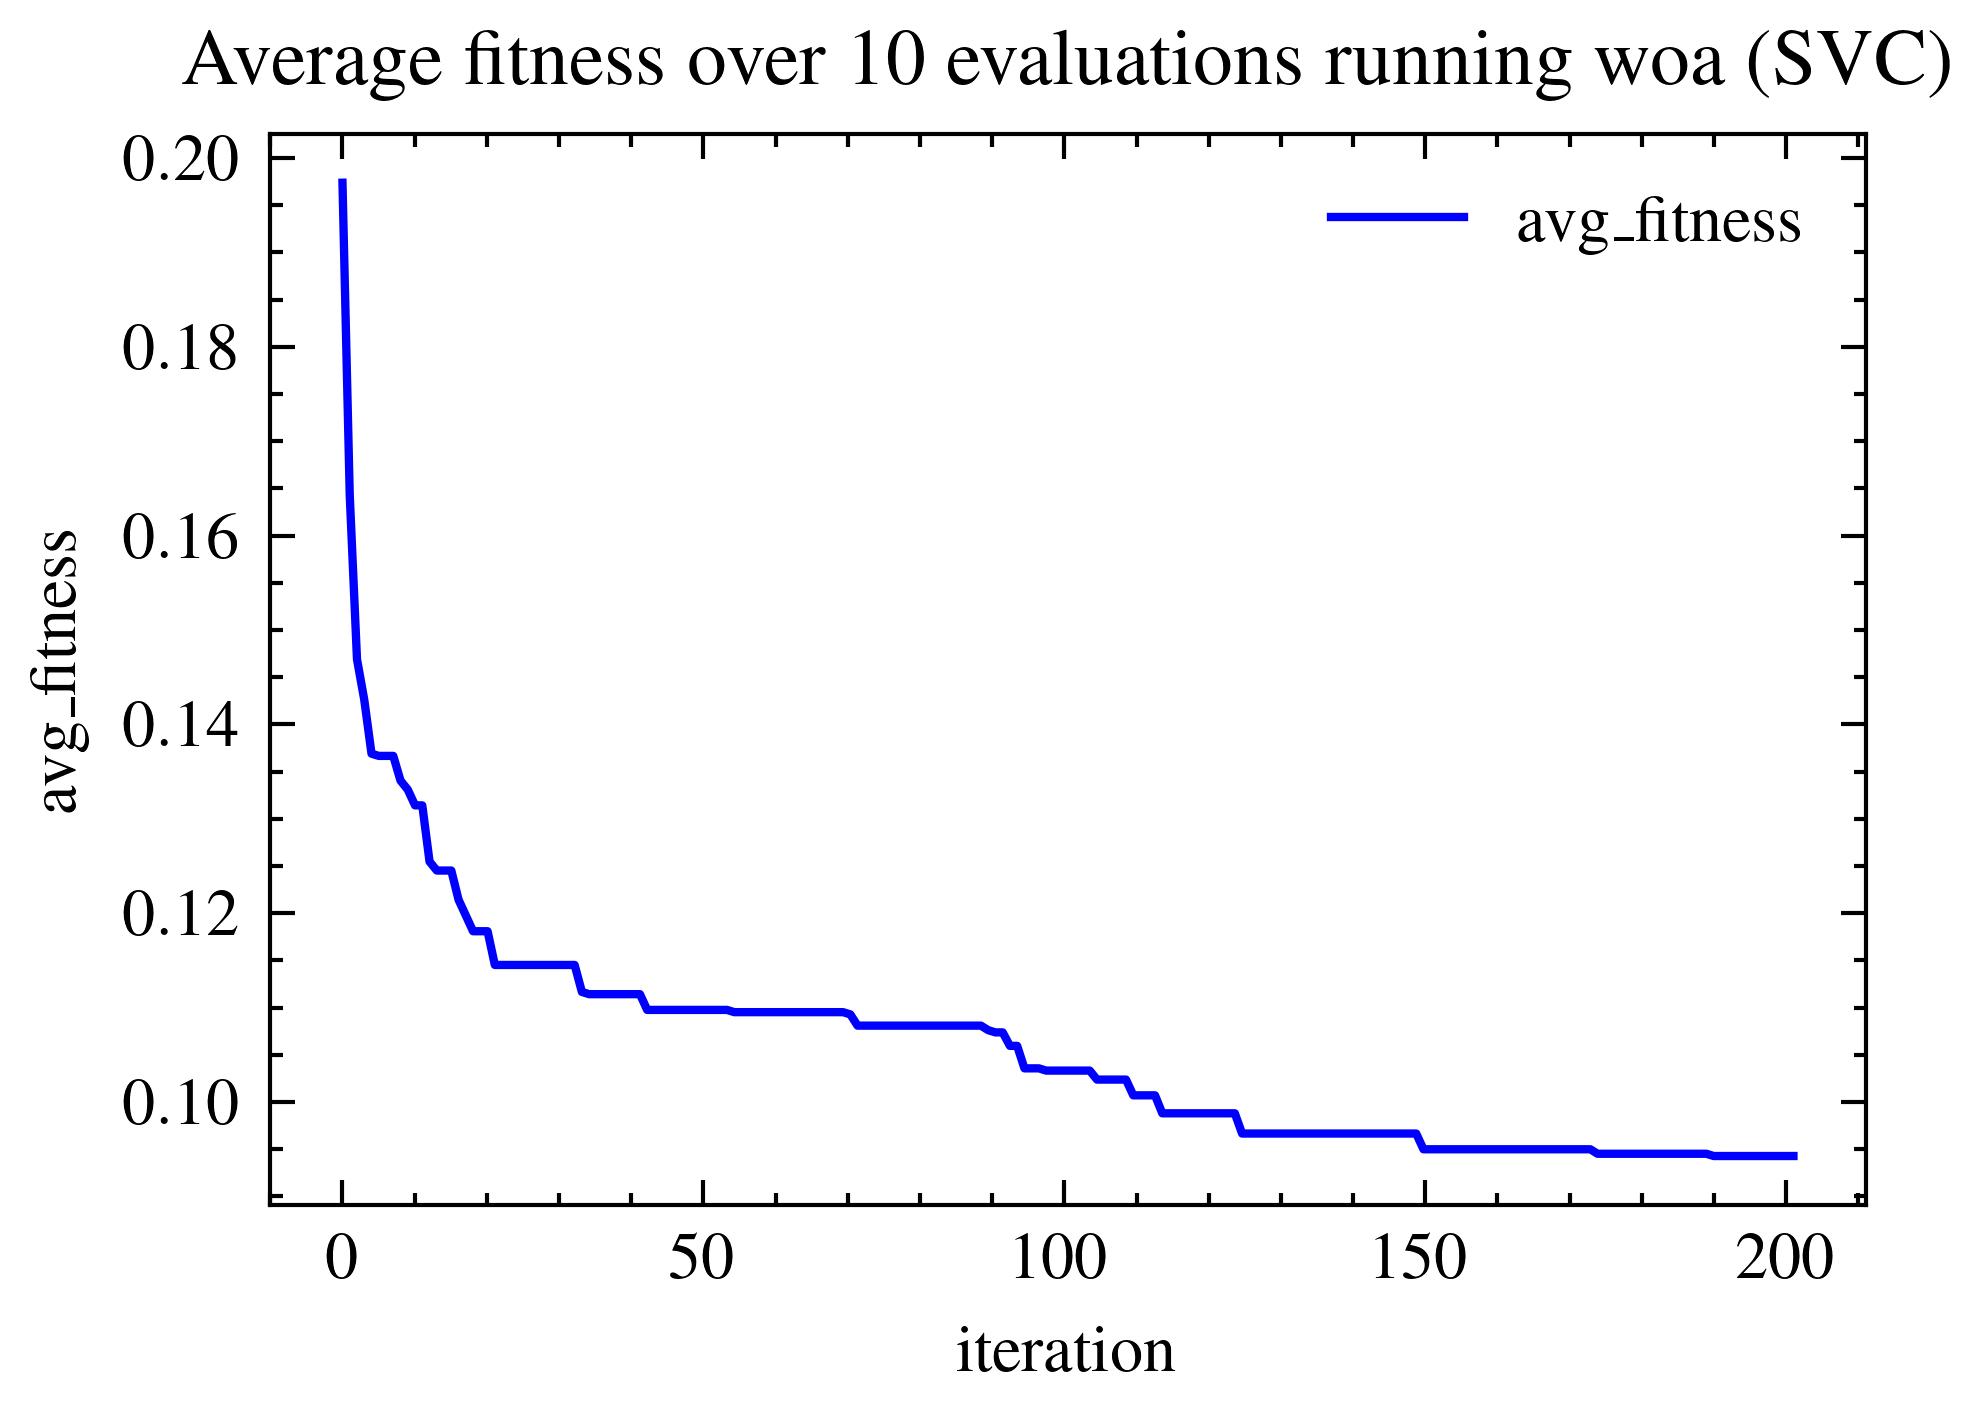 Average fitness over 10 evaluations running woa (SVC)
avg_fitness
0.20
0.18
0.16
0.14
0.12
0.10
avg_fitness
0 50 100 150 200
iteration